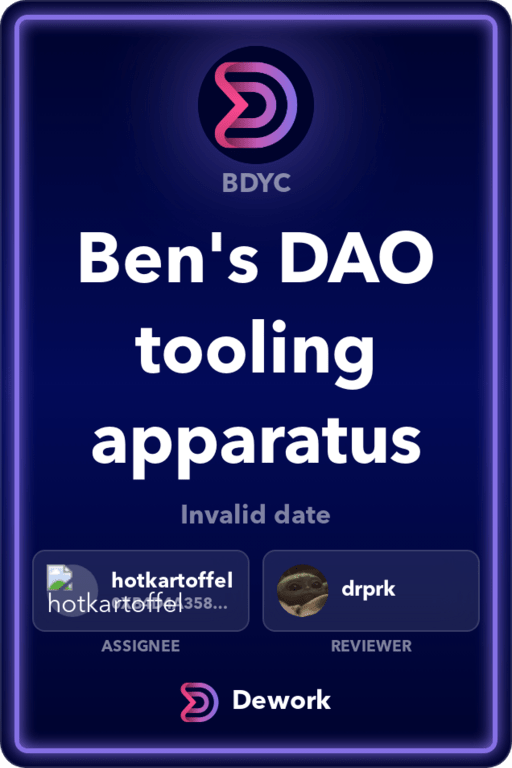 BDYC
Ben's DAO
tooling
apparatus
Invalid date
hotkartoffel
hotkartoffel
drprk
ASSIGNEE
REVIEWER
Dework